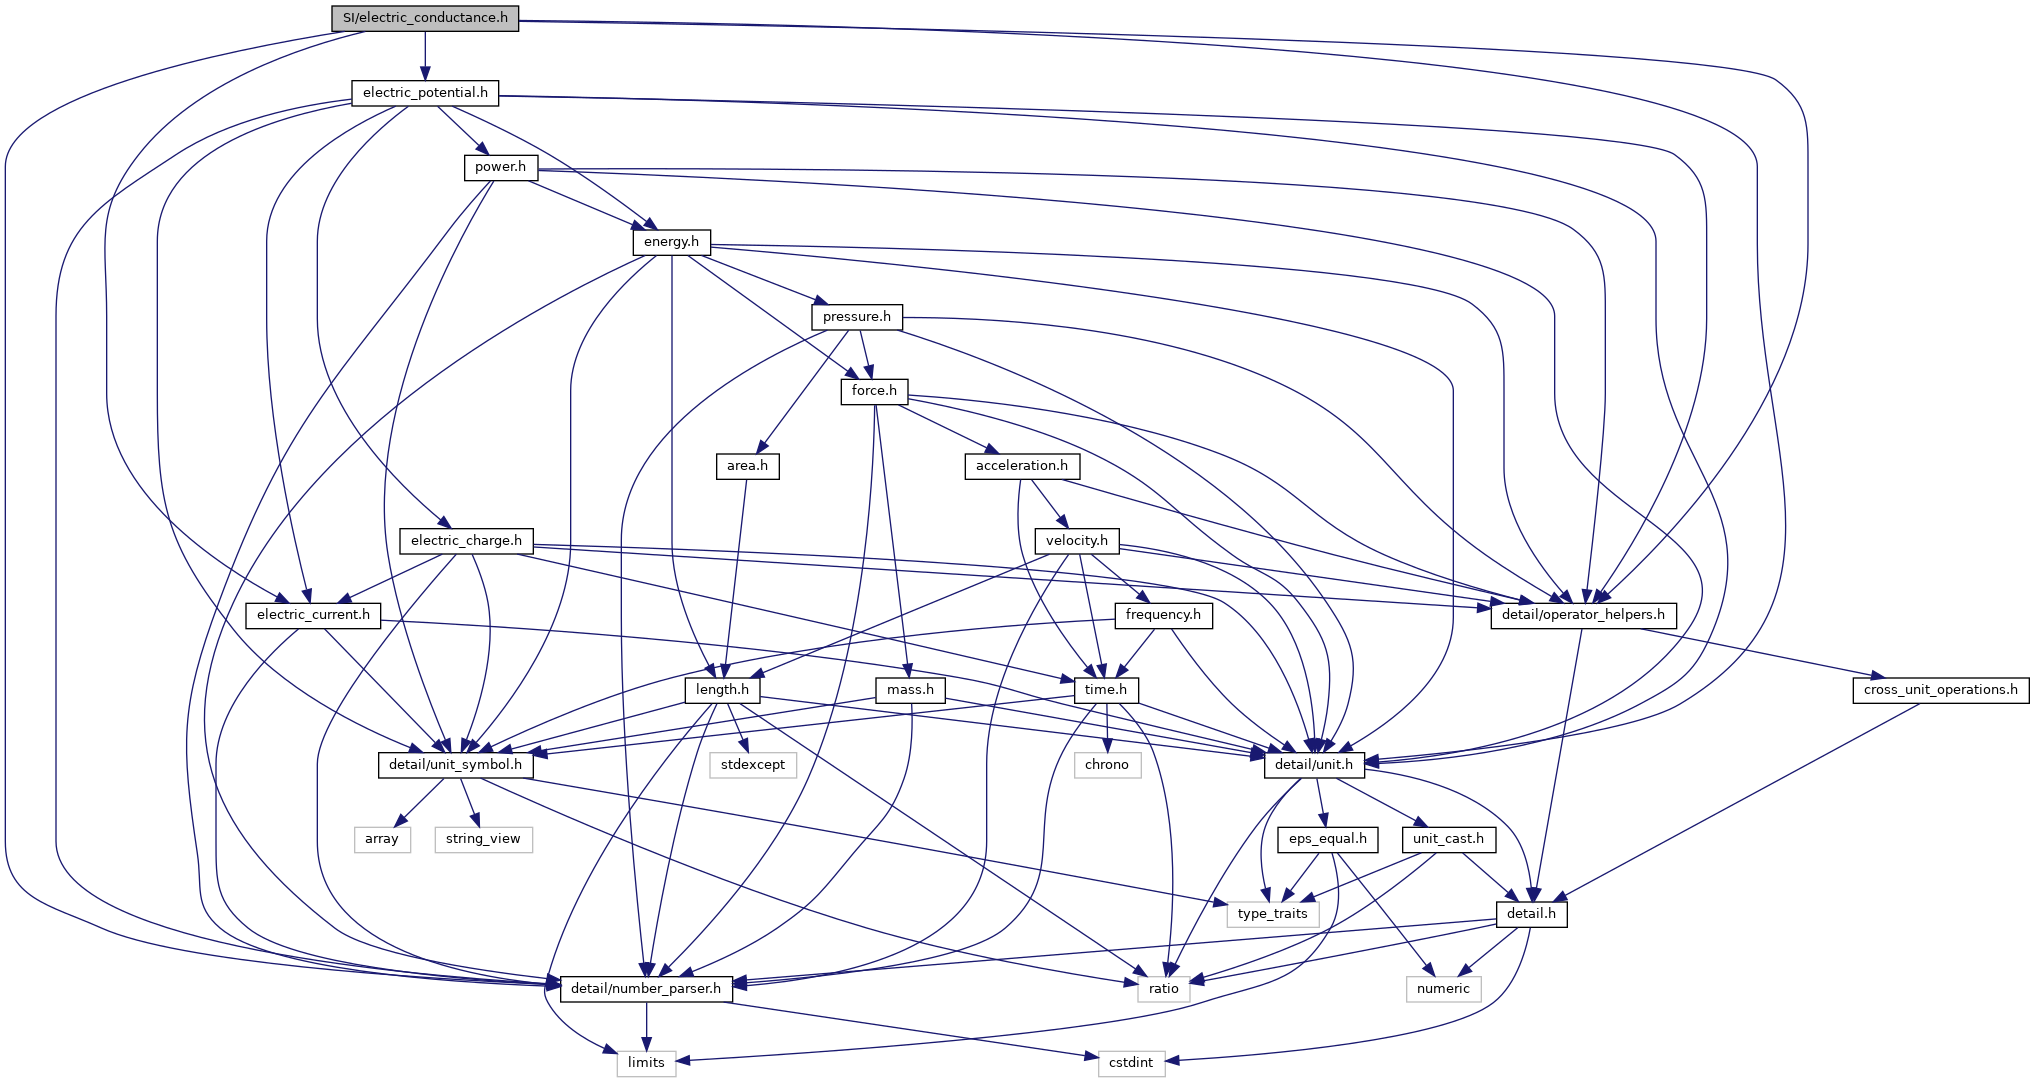 SI/electric_conductance.h
electric_potential.h
power.h
energy.h
pressure.h
force.h
area.h
acceleration.h
electric_charge.h
velocity.h
electric_current.h
frequency.h
detail/operator_helpers.h
length.h
mass.h
time.h
cross_unit_operations.h
detail/unit_symbol.h
stdexcept
chrono
detail/unit.h
array
string_view
eps_equal.h
unit_cast.h
type_traits
detail.h
detail/number_parser.h
ratio
numeric
limits
cstdint